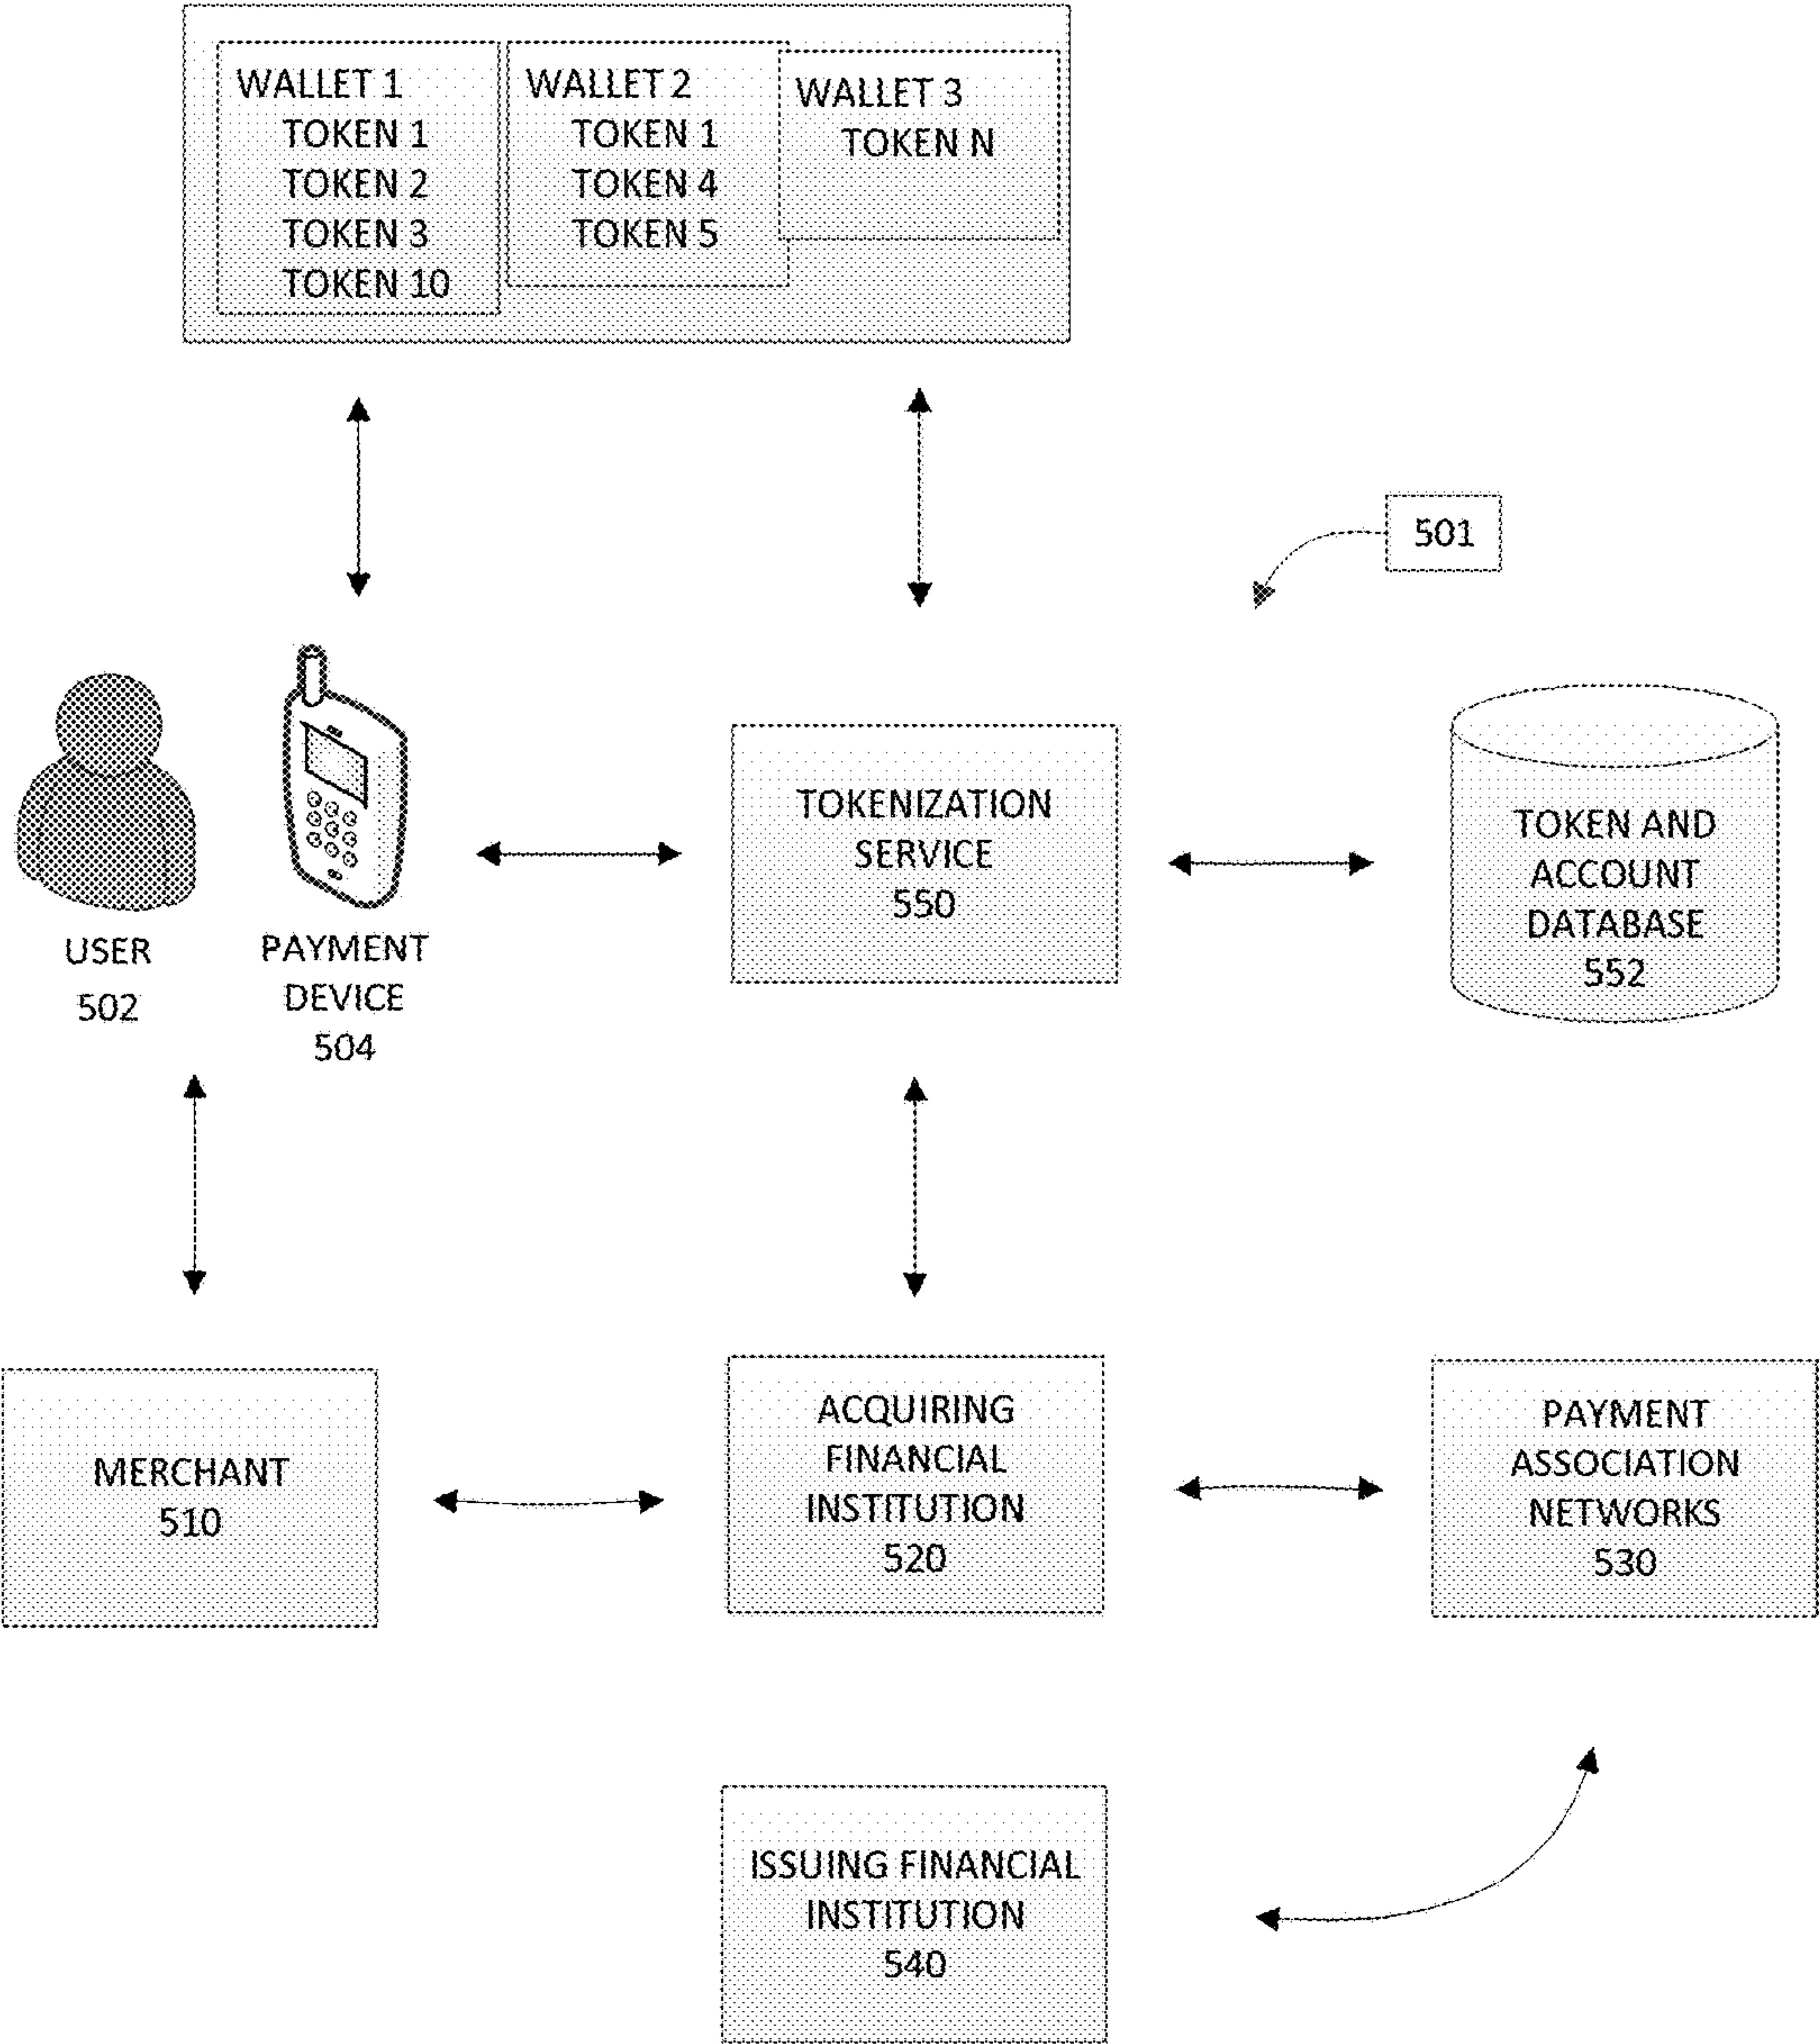 WALLET 1
TOKEN 1
TOKEN 2
TOKEN 3
TOKEN 10
WALLET 2
TOKEN 1
TOKEN 4
TOKEN 5
WALLET 3
TOKEN N
501
USER
502
PAYMENT
DEVICE
504
TOKENIZATION
SERVICE
550
TOKEN AND
ACCOUNT
DATABASE
552
MERCHANT
510
ACQUIRING
FINANCIAL
INSTITUTION
520
PAYMENT
ASSOCIATION
NETWORKS
530
ISSUING FINANCIAL
INSTITUTION
540